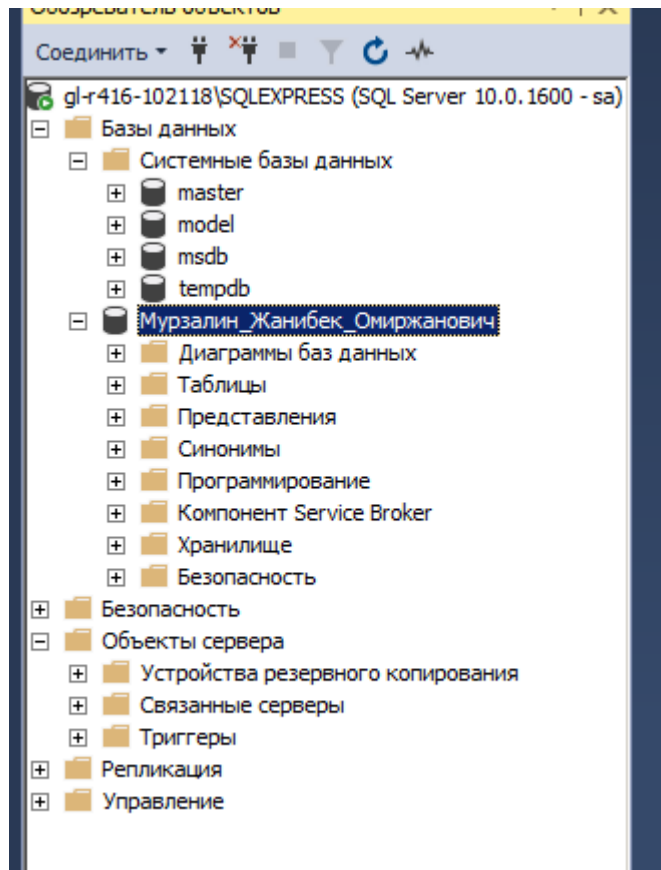 Обозреватель объектов
Соединить
gl-r416-102118\SQLEXPRESS (SQL Server 10.0.1600 - sa)
Базы данных
Системные базы данных
master
model
msdb
tempdb
Мурзалин_Жанибек_Омиржанович
Диаграммы баз данных
Таблицы
Представления
Синонимы
Программирование
Компонент Service Broker
Хранилище
Безопасность
Безопасность
Объекты сервера
Устройства резервного копирования
Связанные серверы
Триггеры
Репликация
Управление